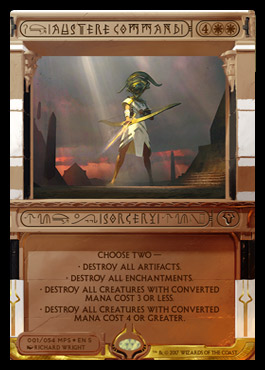 AUSTERE COMMAND 4
SORCERY
CHOOSE TWO —
• DESTROY ALL ARTIFACTS.
• DESTROY ALL ENCHANTMENTS.
• DESTROY ALL CREATURES WITH CONVERTED
MANA COST 3 OR LESS.
• DESTROY ALL CREATURES WITH CONVERTED
MANA COST 4 OR GREATER.
001/054 MPS • EN S
RICHARD WRIGHT
™ & © 2017 WIZARDS OF THE COAST